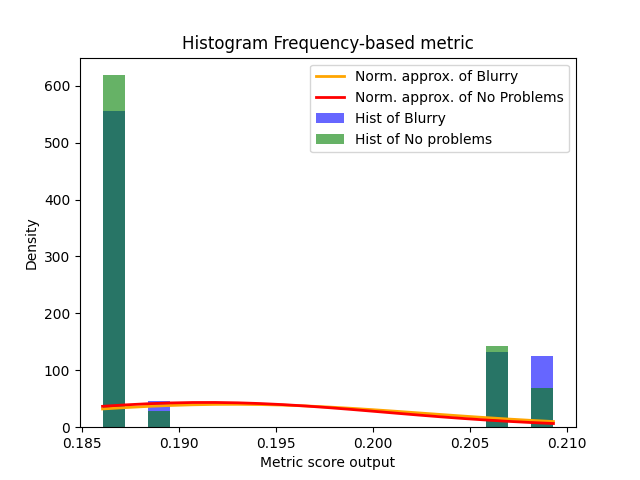 Histogram Frequency-based metric
Norm. approx. of Blurry
Norm. approx. of No Problems
Hist of Blurry
Hist of No problems
Density
600
500
400
300
200
100
0
0.185
0.190
0.195
0.200
0.205
0.210
Metric score output